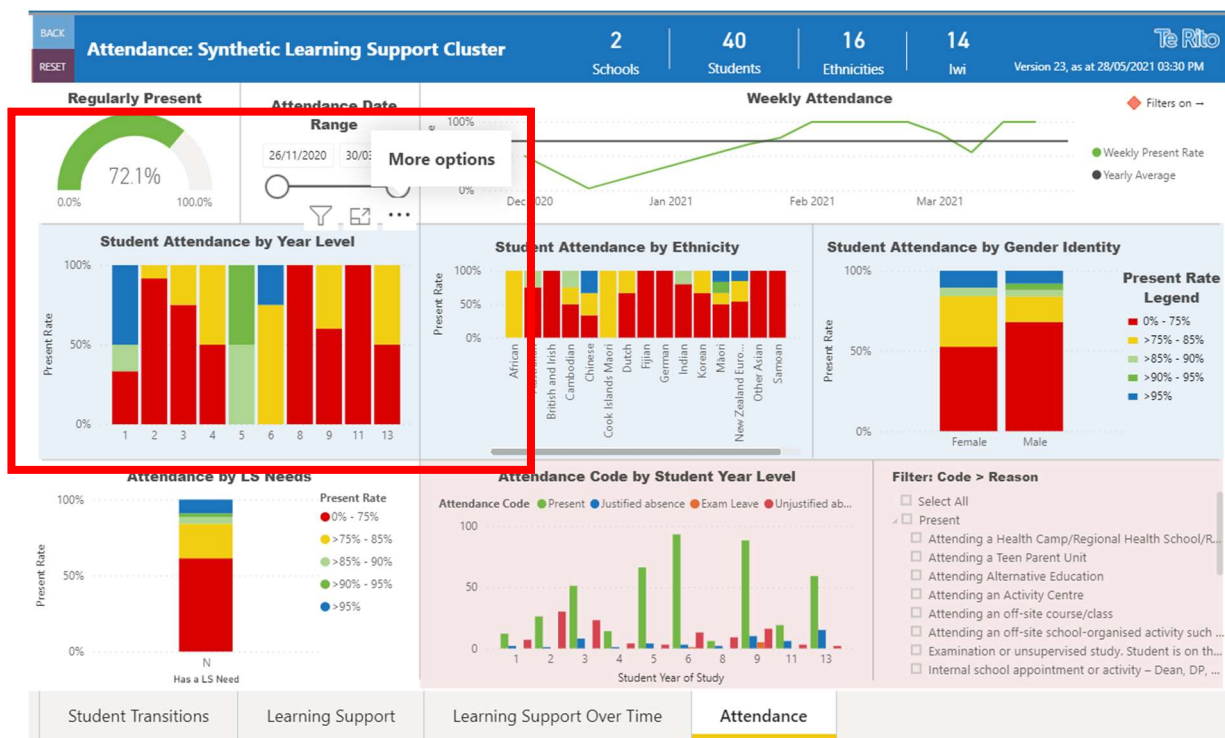 BACK
RESET
Attendance: Synthetic Learning Support Cluster
2
Schools
40
Students
16
Ethnicities
14
Iwi
Te Rito
Version 23, as at 28/05/2021 03:30 PM
Regularly Present
72.1%
0.0%
100.0%
Attendance Date
Range
26/11/2020
30/03
More options
Weekly Attendance
100%
0%
Dec 2020
Jan 2021
Feb 2021
Mar 2021
Filters on →
Weekly Present Rate
Yearly Average
Student Attendance by Year Level
Present Rate
100%
50%
0%
1 2 3 4 5 6 8 9 11 13
Student Attendance by Ethnicity
Present Rate
100%
50%
0%
African
British and Irish
Cambodian
Chinese
Cook Islands Maori
Dutch
Fijian
German
Indian
Korean
Māori
New Zealand Euro...
Other Asian
Samoan
Student Attendance by Gender Identity
Present Rate
100%
50%
0%
Female
Male
Present Rate
Legend
0% - 75%
>75% - 85%
>85% - 90%
>90% - 95%
>95%
Attendance by LS Needs
Present Rate
100%
50%
0%
N
Has a LS Need
Present Rate
0% - 75%
>75% - 85%
>85% - 90%
>90% - 95%
>95%
Attendance Code by Student Year Level
Attendance Code Present Justified absence Exam Leave Unjustified ab...
100
50
0
1 2 3 4 5 6 8 9 11 13
Student Year of Study
Filter: Code > Reason
Select All
Present
Attending a Health Camp/Regional Health School/R...
Attending a Teen Parent Unit
Attending Alternative Education
Attending an Activity Centre
Attending an off-site course/class
Attending an off-site school-organised activity such ...
Examination or unsupervised study. Student is on th...
Internal school appointment or activity – Dean, DP, ...
Student Transitions
Learning Support
Learning Support Over Time
Attendance